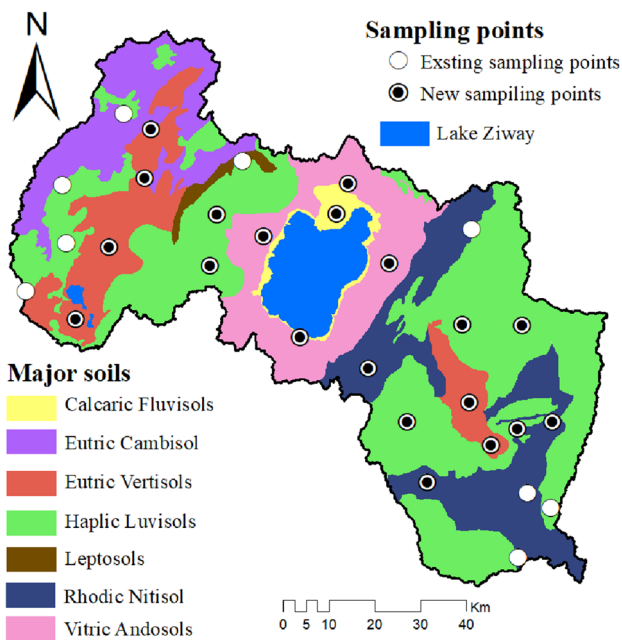 N
Sampling points
Exsting sampling points
New sampiling points
Lake Ziway
Major soils
Calcaric Fluvisols
Eutric Cambisol
Eutric Vertisols
Haplic Luvisols
Leptosols
Rhodic Nitisol
Vitric Andosols
Km
0 5 10 20 30 40